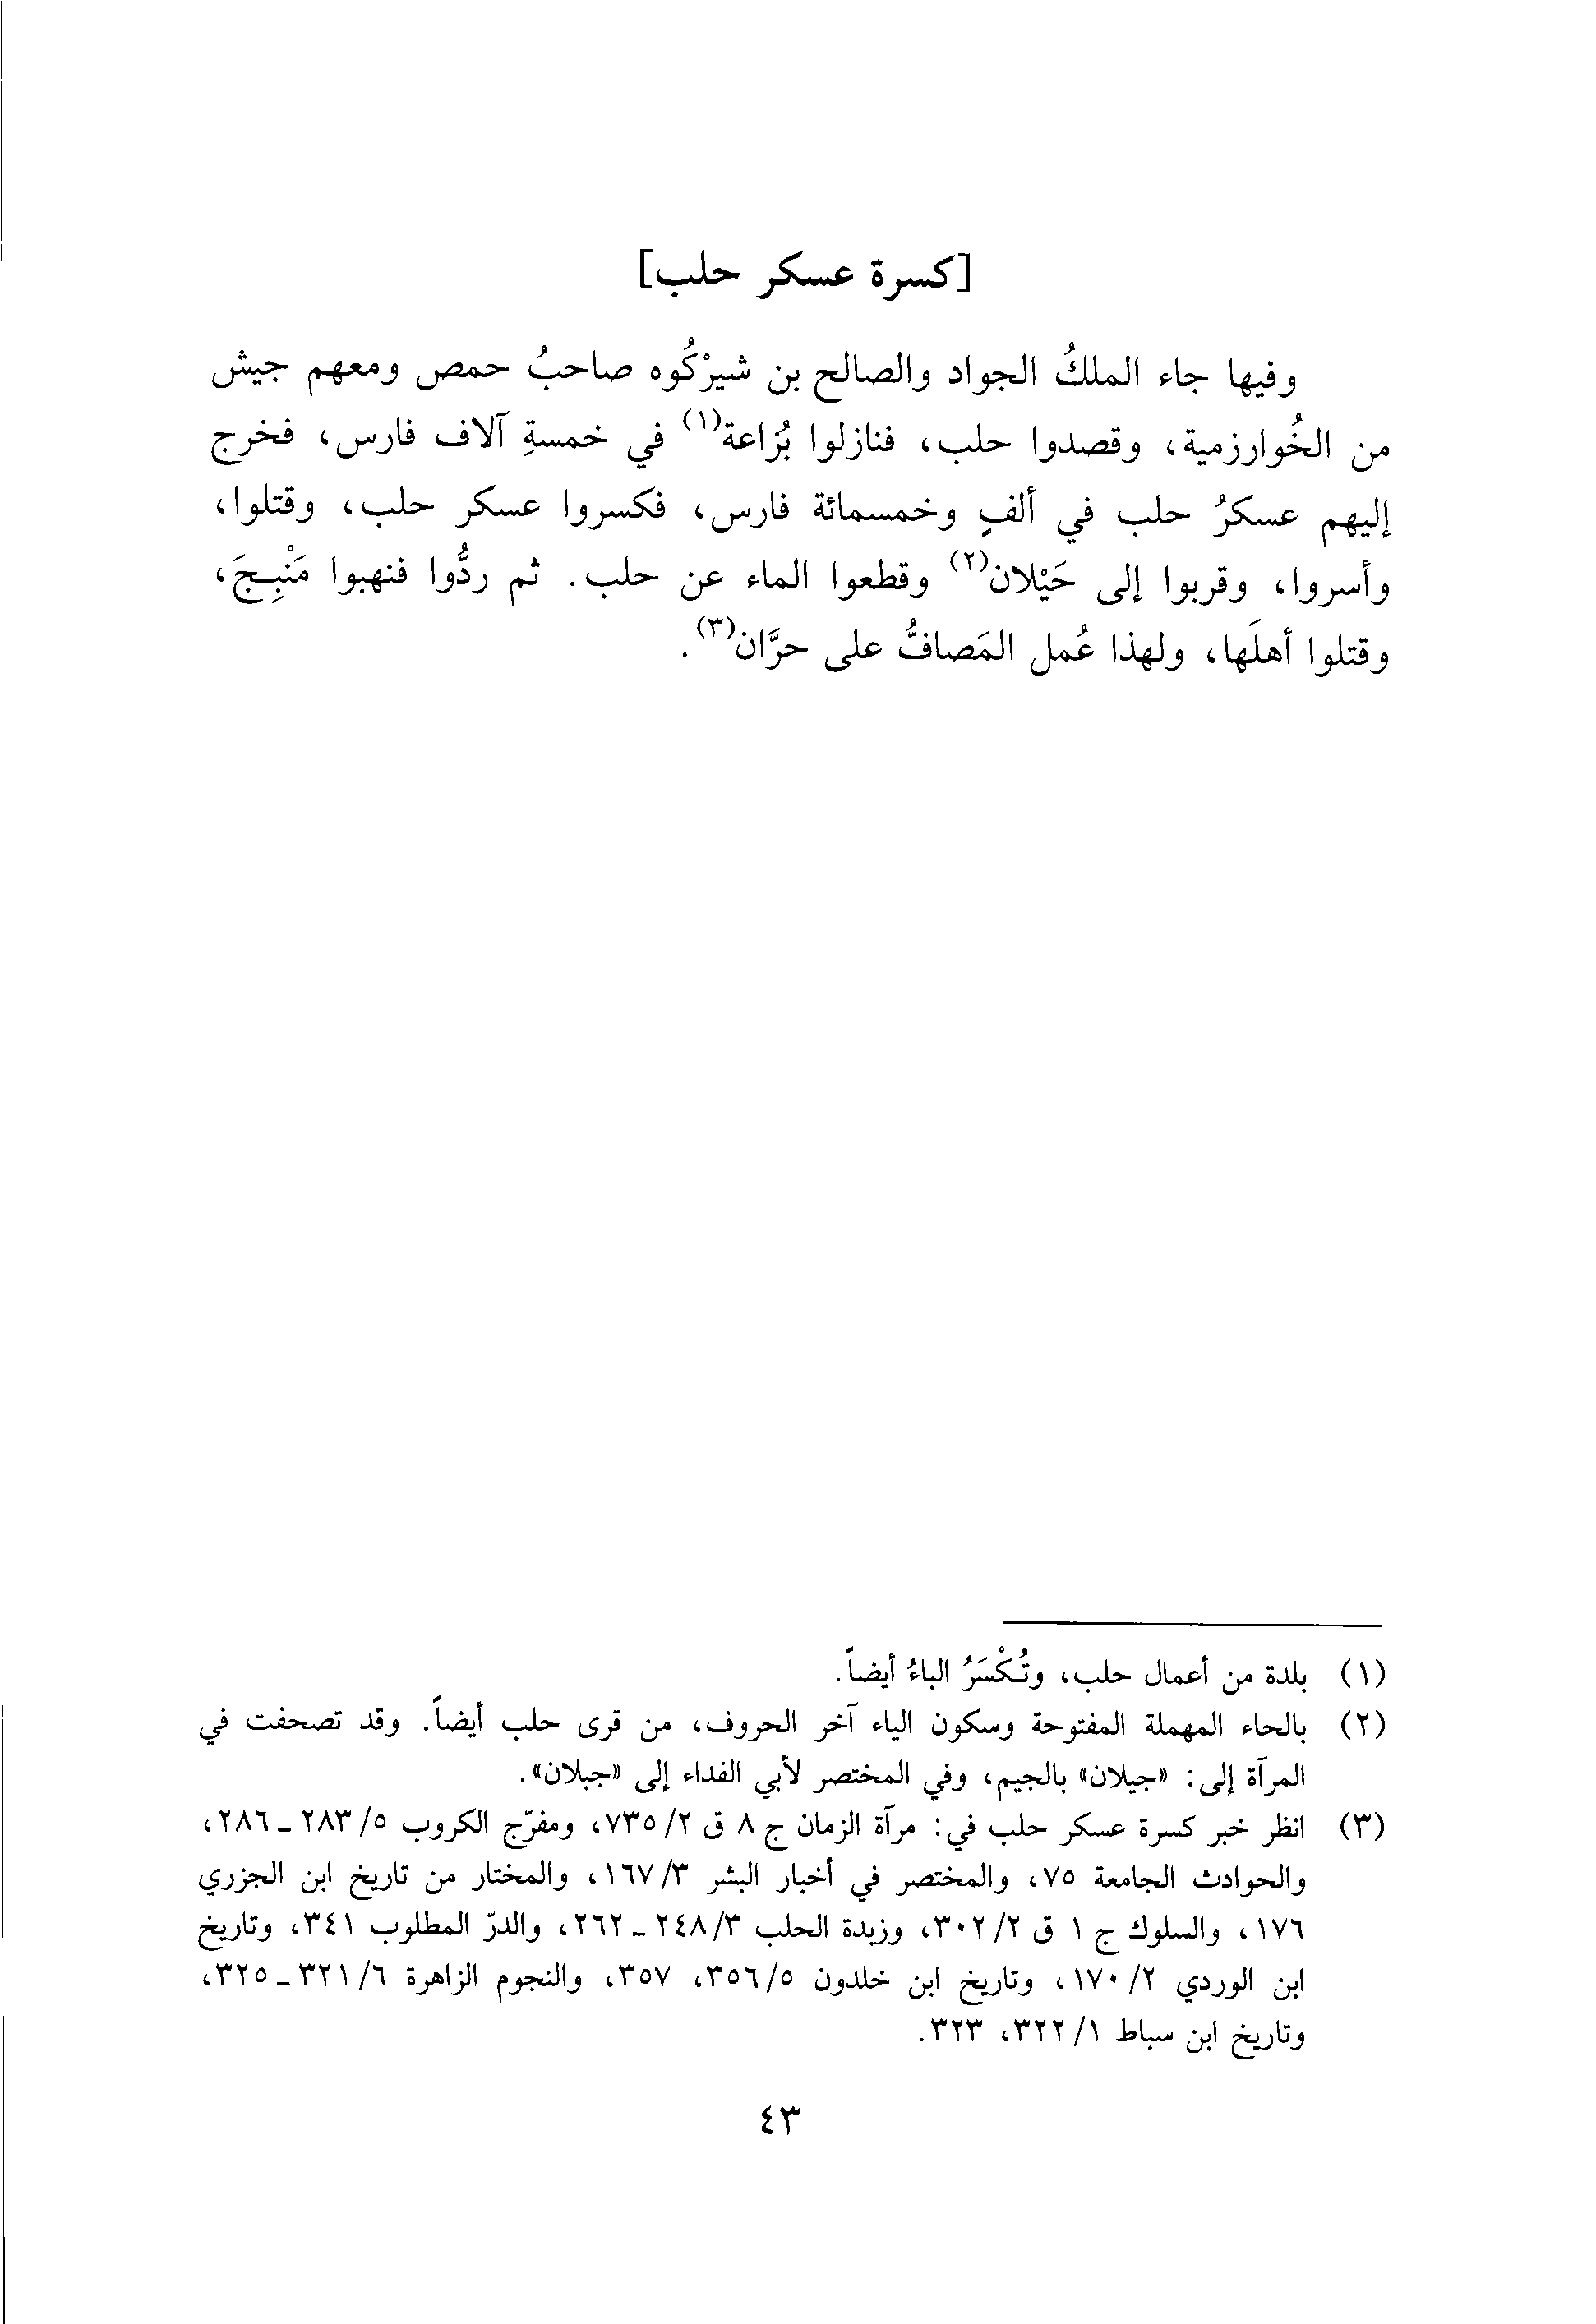 [كسرة عسكر حلب]
وفيها جاء الملكُ الجواد والصالح بن شيرْكُوه صاحبُ حمص ومعهم جيش
من الخُوارزمية، وقصدوا حلب، فنازلوا بُزاعة(١) في خمسةِ آلاف فارس، فخرج
إليهم عسكرُ حلب في ألفٍ وخمسمائة فارس، فكسروا عسكر حلب، وقتلوا،
وأسروا، وقربوا إلى حَيْلان(٢) وقطعوا الماء عن حلب. ثم ردُّوا فنهبوا مَنْبِجَ،
وقتلوا أهلَها، ولهذا عُمل المَصافُّ على حرَّان(٣).
(١) بلدة من أعمال حلب، وتُكْسَرُ الباءُ أيضاً.
(٢) بالحاء المهملة المفتوحة وسكون الياء آخر الحروف، من قرى حلب أيضاً. وقد تصحفت في
المرآة إلى: «جيلان» بالجيم، وفي المختصر لأبي الفداء إلى «جبلان».
(٣) انظر خبر كسرة عسكر حلب في: مرآة الزمان ج ٨ ق ٢/ ٧٣٥، ومفرّج الكروب ٥/ ٢٨٣ ـ ٢٨٦،
والحوادث الجامعة ٧٥، والمختصر في أخبار البشر ٣/ ١٦٧، والمختار من تاريخ ابن الجزري
١٧٦، والسلوك ج ١ ق ٢/ ٣٠٢، وزبدة الحلب ٣/ ٢٤٨ ـ ٢٦٢، والدرّ المطلوب ٣٤١، وتاريخ
ابن الوردي ٢/ ١٧٠، وتاريخ ابن خلدون ٥/ ٣٥٦، ٣٥٧، والنجوم الزاهرة ٦/ ٣٢١ ـ ٣٢٥،
وتاريخ ابن سباط ١/ ٣٢٢، ٣٢٣.
٤٣